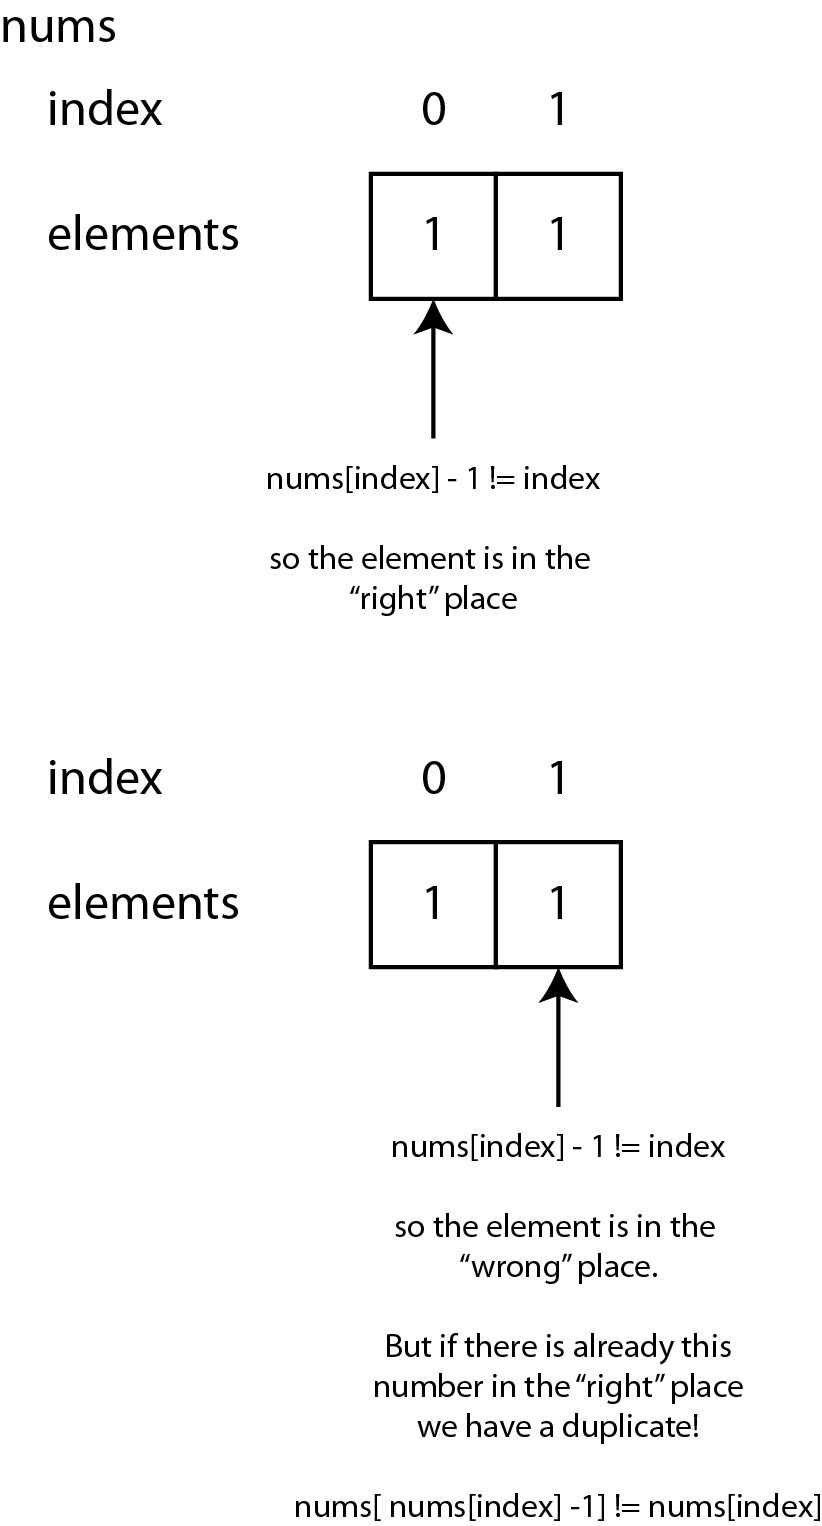 nums
index 0 1
elements 1 1
nums[index] - 1 != index
so the element is in the
“right” place
index 0 1
elements 1 1
nums[index] - 1 != index
so the element is in the
“wrong” place.
But if there is already this
number in the “right” place
we have a duplicate!
nums[ nums[index] -1] != nums[index]